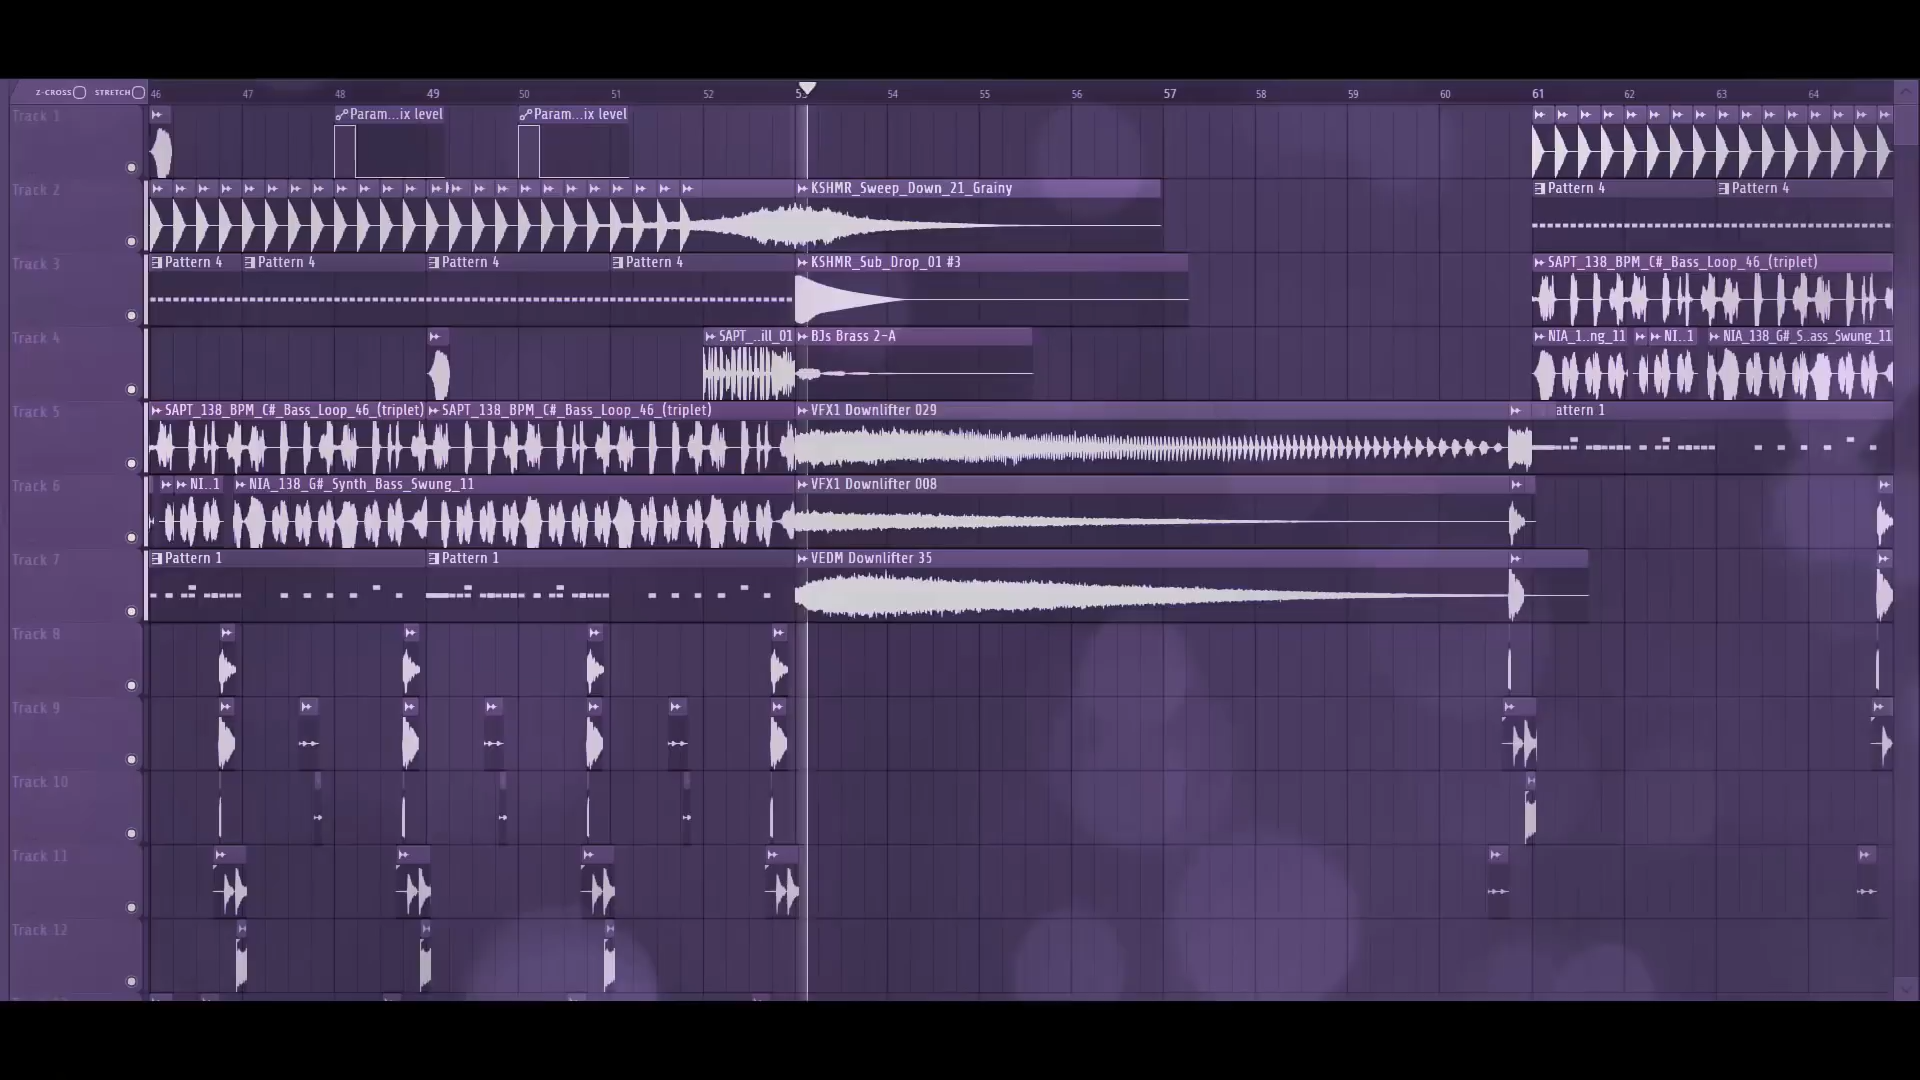 Z-CROSS STRETCH 46 47 48 49 50 51 52 53 54 55 56 57 58 59 60 61 62 63 64
Track 1 Param...ix level Param...ix level
Track 2 KSHMR_Sweep_Down_21_Grainy Pattern 4 Pattern 4
Track 3 Pattern 4 Pattern 4 Pattern 4 Pattern 4 KSHMR_Sub_Drop_01 #3 SAPT_138_BPM_C#_Bass_Loop_46_(triplet)
Track 4 SAPT_..ill_01 BJs Brass 2-A NIA_1..ng_11 NI..1 NIA_138_G#_S..ass_Swung_11
Track 5 SAPT_138_BPM_C#_Bass_Loop_46_(triplet) SAPT_138_BPM_C#_Bass_Loop_46_(triplet) VFX1 Downlifter 029 attern 1
Track 6 NI..1 NIA_138_G#_Synth_Bass_Swung_11 VFX1 Downlifter 008
Track 7 Pattern 1 Pattern 1 VEDM Downlifter 35
Track 8
Track 9
Track 10
Track 11
Track 12